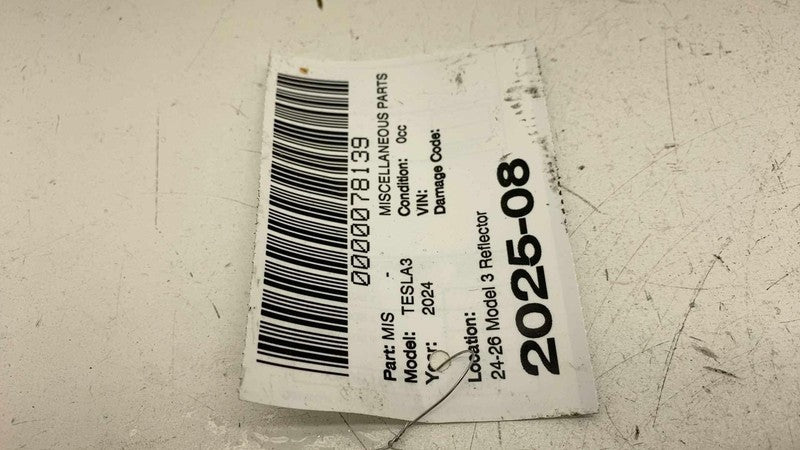 0000078139
Part: MIS - MISCELLANEOUS PARTS
Model: TESLA3 Condition: 0cc
Year: 2024 VIN:
Damage Code:
Location:
24-26 Model 3 Reflector
2025-08